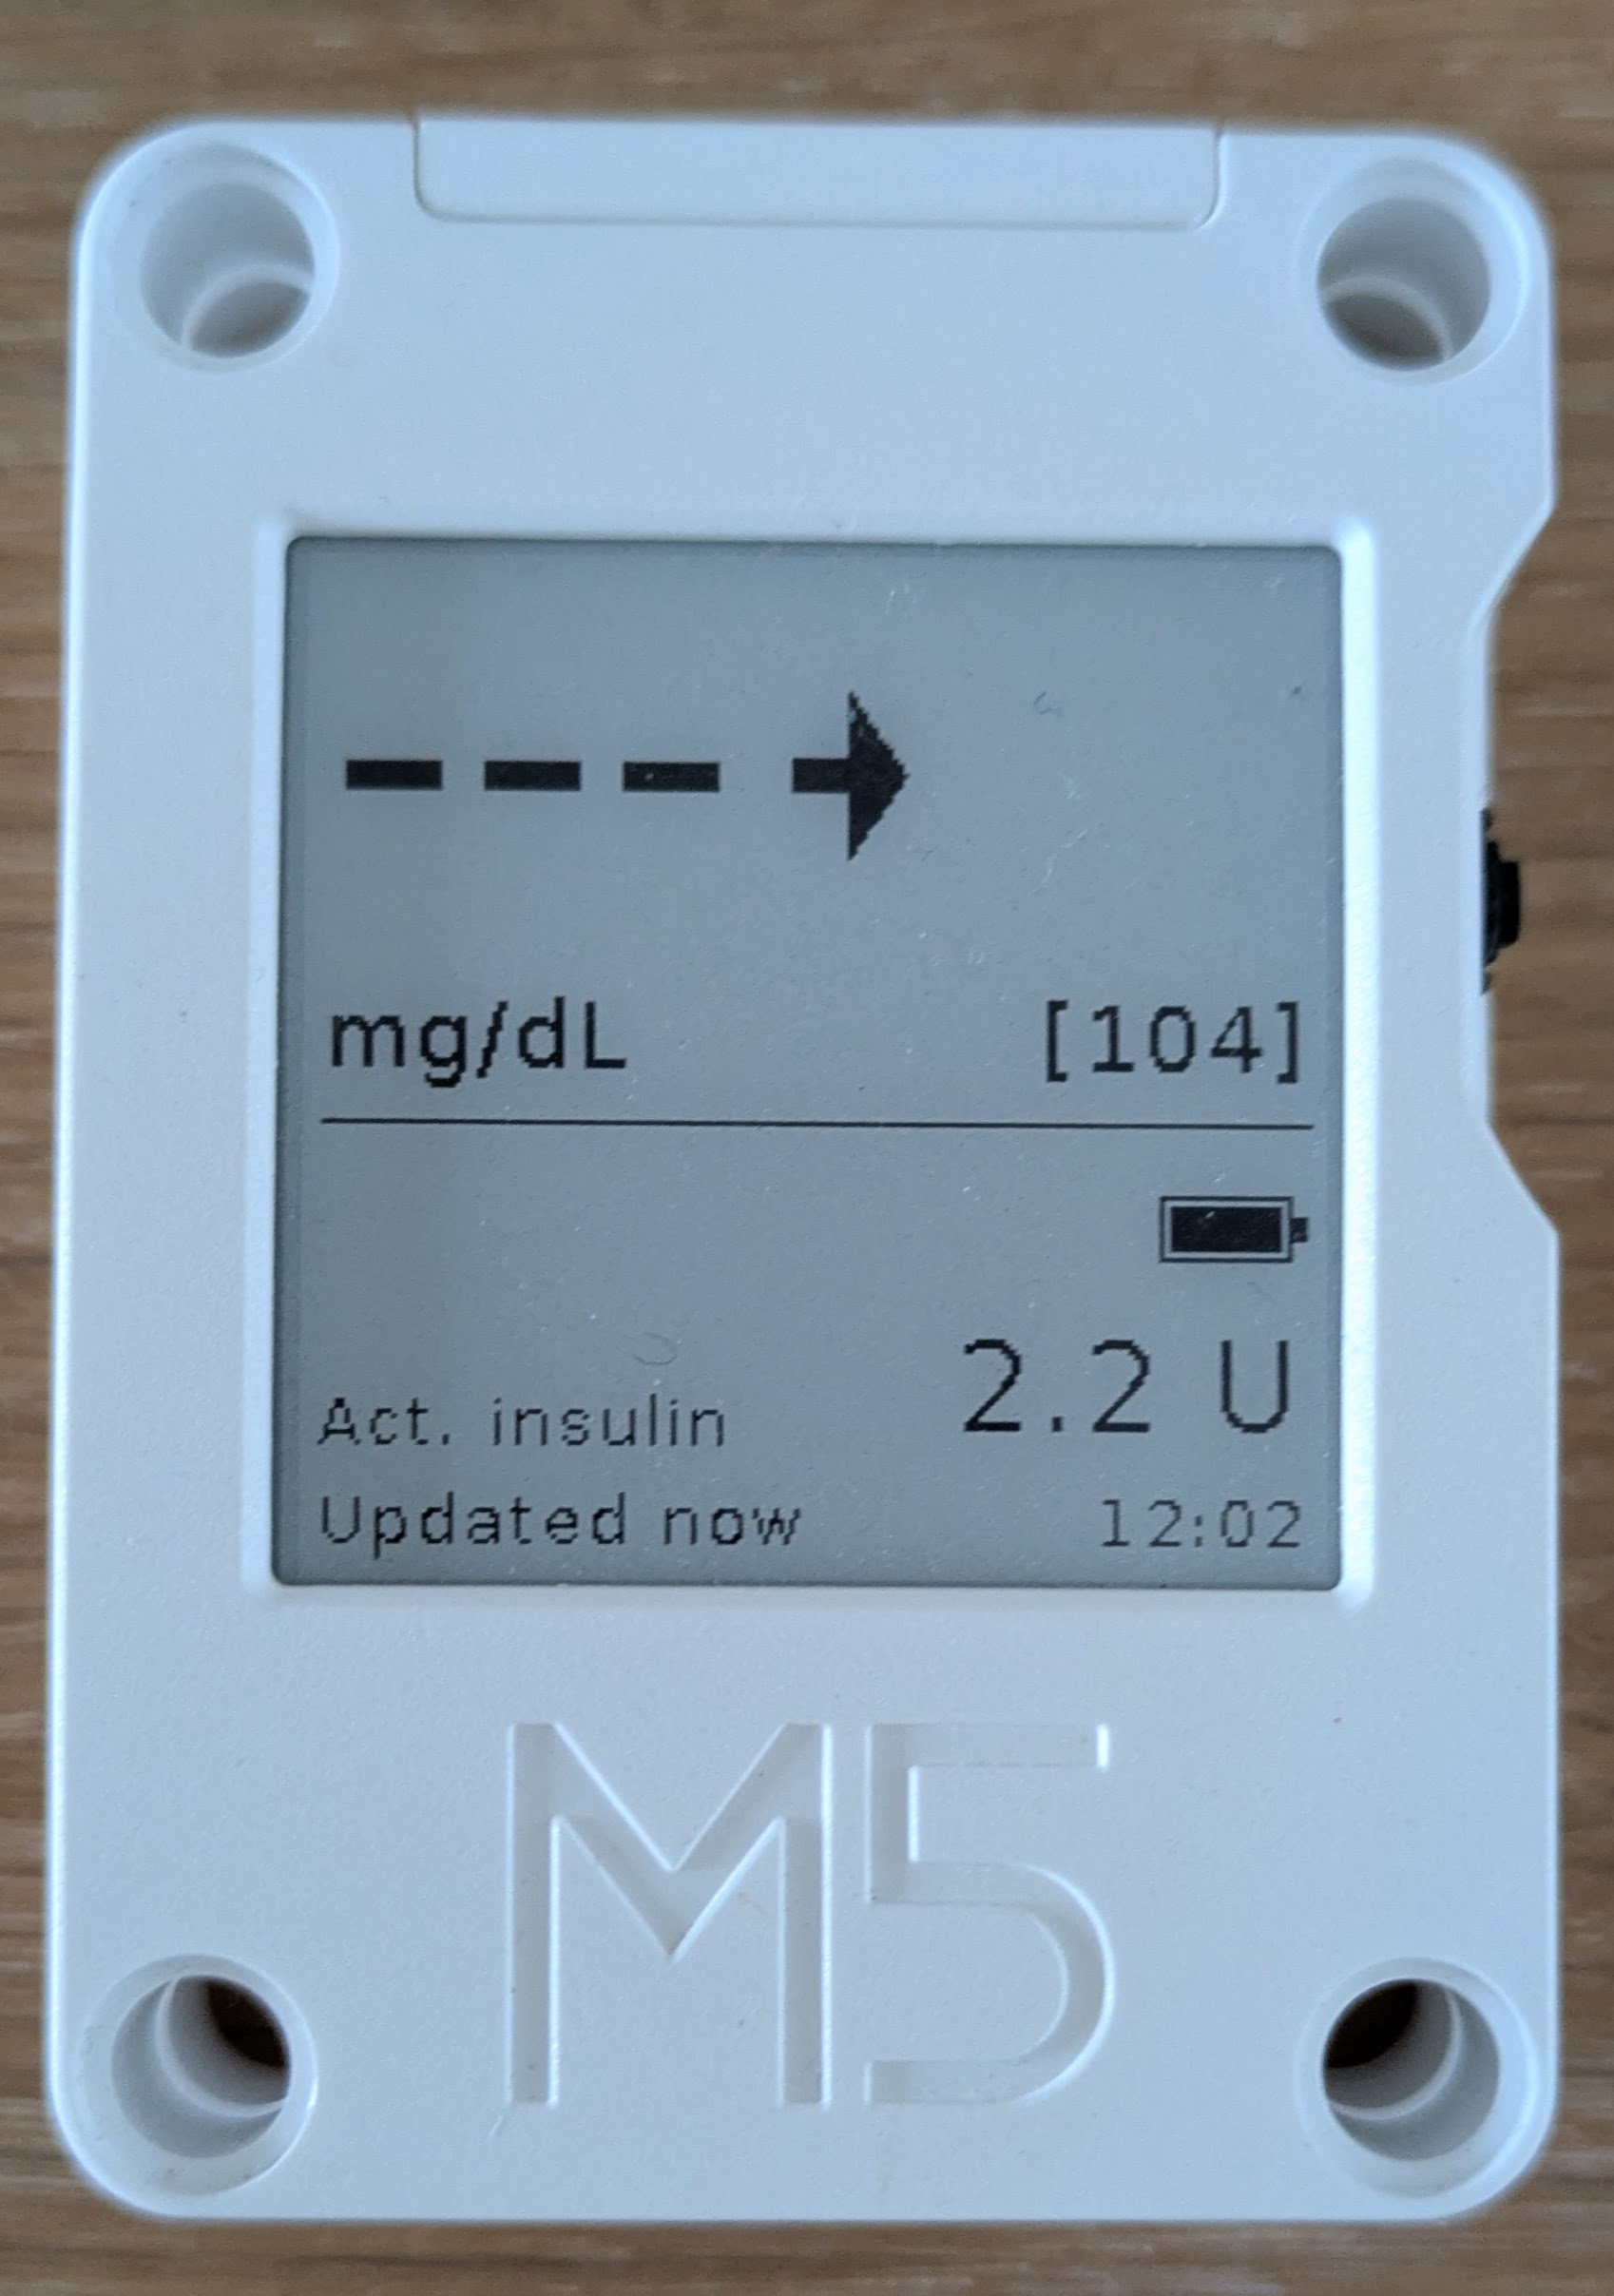 --- →
mg/dL [104]
Act. insulin 2.2 U
Updated now 12:02
M5